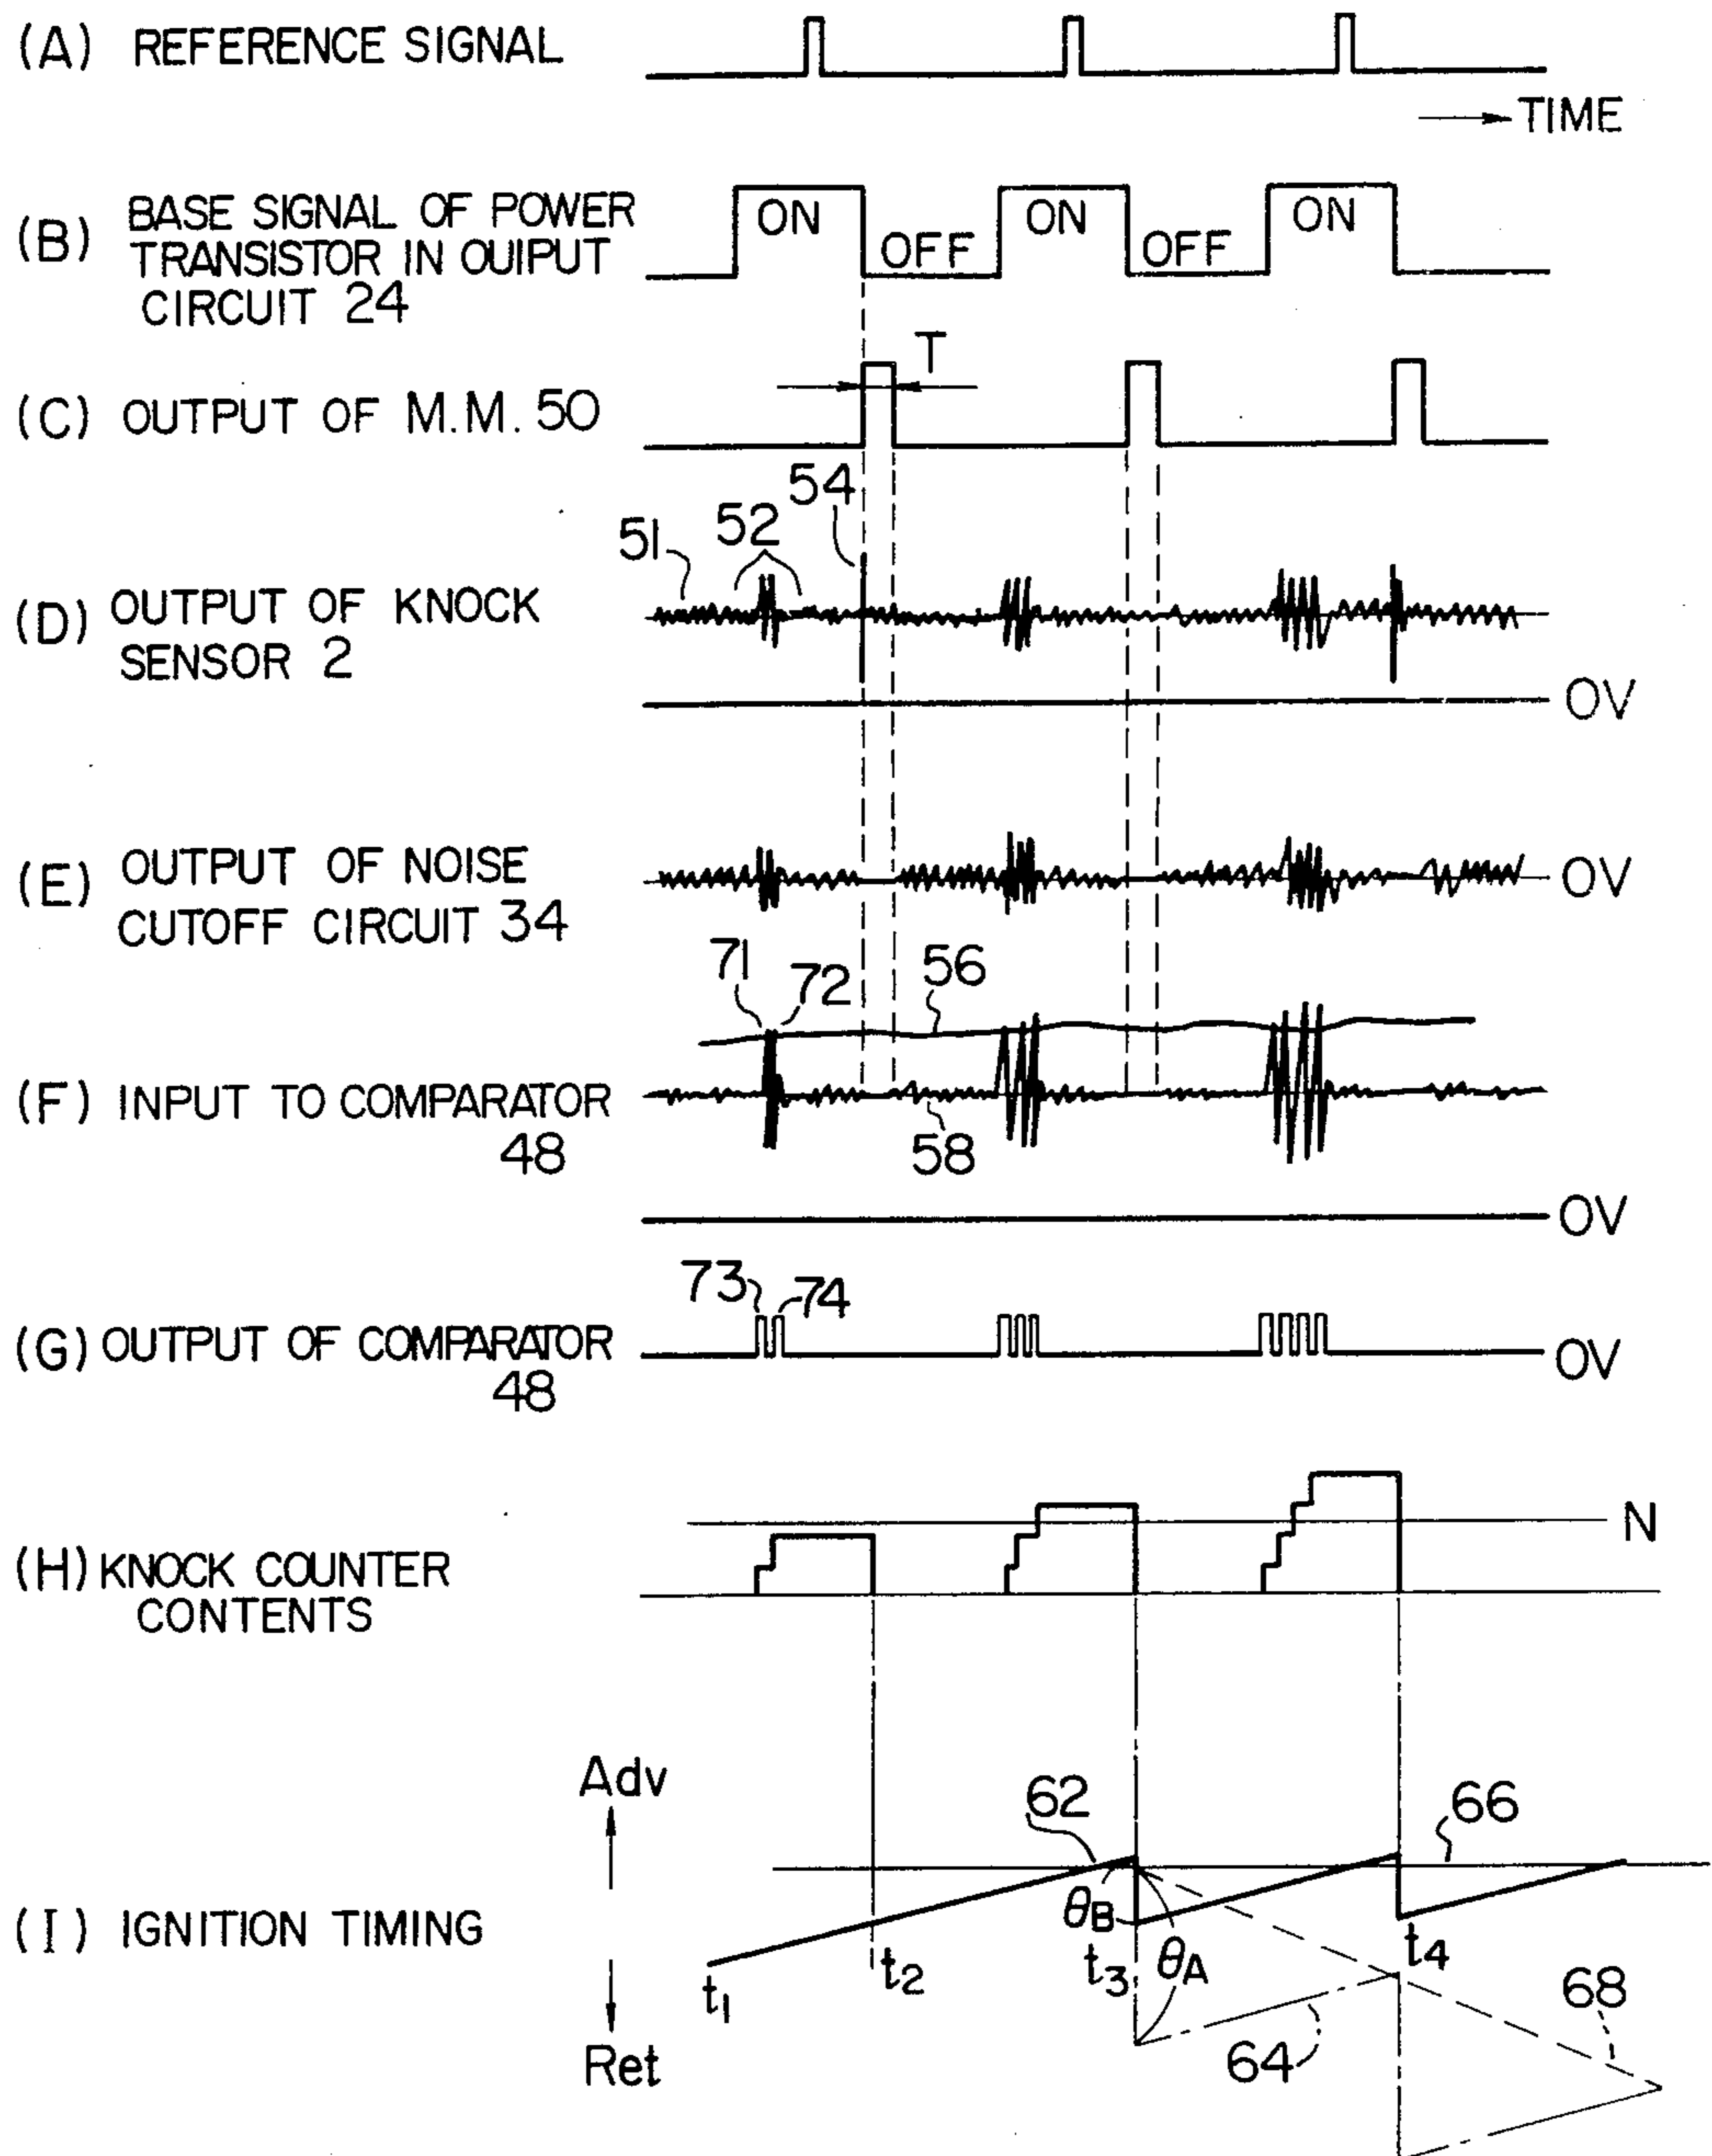 (A) REFERENCE SIGNAL
TIME
(B) BASE SIGNAL OF POWER
TRANSISTOR IN OUIPUT
CIRCUIT 24
ON
OFF
ON
OFF
ON
T
(C) OUTPUT OF M.M. 50
54
51
52
(D) OUTPUT OF KNOCK
SENSOR 2
OV
(E) OUTPUT OF NOISE
CUTOFF CIRCUIT 34
OV
71
72
56
(F) INPUT TO COMPARATOR
48
58
OV
73
74
(G) OUTPUT OF COMPARATOR
48
OV
N
(H) KNOCK COUNTER
CONTENTS
Adv
62
66
(I) IGNITION TIMING
θB
t1
t2
t3
θA
t4
68
64
Ret